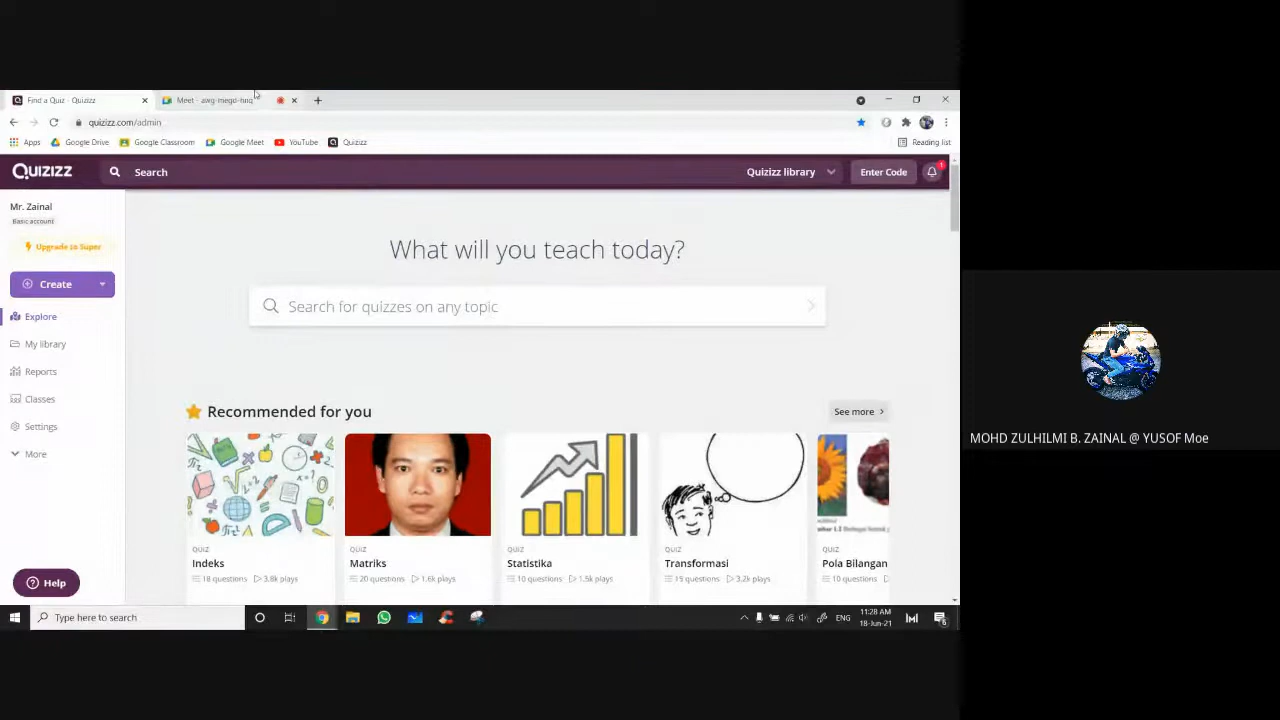 Find a Quiz - Quizizz
Meet - awg-megd-hnq
quizizz.com/admin
Apps
Google Drive
Google Classroom
Google Meet
YouTube
Quizizz
Reading list
QUIZIZZ
Search
Quizizz library
Enter Code
1
Mr. Zainal
Basic account
Upgrade to Super
Create
Explore
My library
Reports
Classes
Settings
More
Help
What will you teach today?
Search for quizzes on any topic
Recommended for you
See more
QUIZ
Indeks
18 questions 3.8k plays
QUIZ
Matriks
20 questions 1.6k plays
QUIZ
Statistika
10 questions 1.5k plays
QUIZ
Transformasi
15 questions 3.2k plays
QUIZ
Pola Bilangan
10 questions
Type here to search
ENG
11:28 AM
18-Jun-21
MOHD ZULHILMI B. ZAINAL @ YUSOF Moe